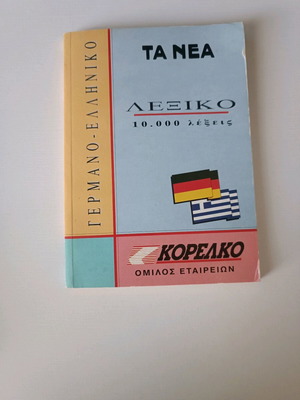 ΓΕΡΜΑΝΟ-ΕΛΛΗΝΙΚΟ
ΤΑ ΝΕΑ
ΛΕΞΙΚΟ
10.000 λέξεις
ΚΟΡΕΛΚΟ
ΟΜΙΛΟΣ ΕΤΑΙΡΕΙΩΝ